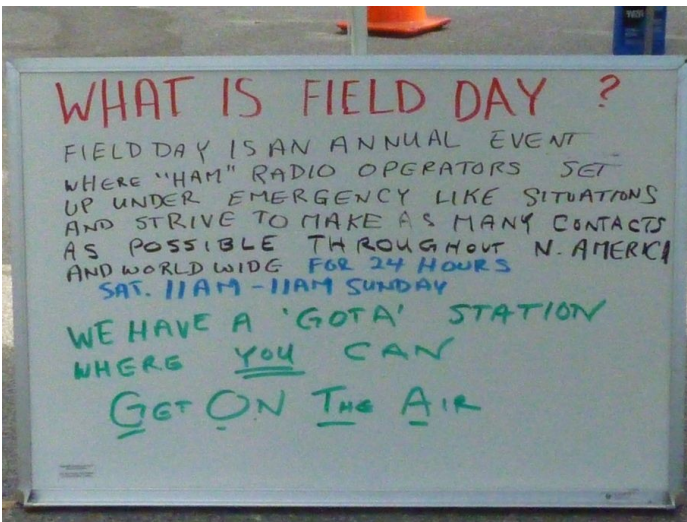 WHAT IS FIELD DAY ?
FIELD DAY IS AN ANNUAL EVENT
WHERE "HAM" RADIO OPERATORS SET
UP UNDER EMERGENCY LIKE SITUATIONS
AND STRIVE TO MAKE AS MANY CONTACTS
AS POSSIBLE THROUGHOUT N. AMERICA
AND WORLD WIDE FOR 24 HOURS
SAT. 11AM - 11AM SUNDAY
WE HAVE A 'GOTA' STATION
WHERE YOU CAN
GET ON THE AIR